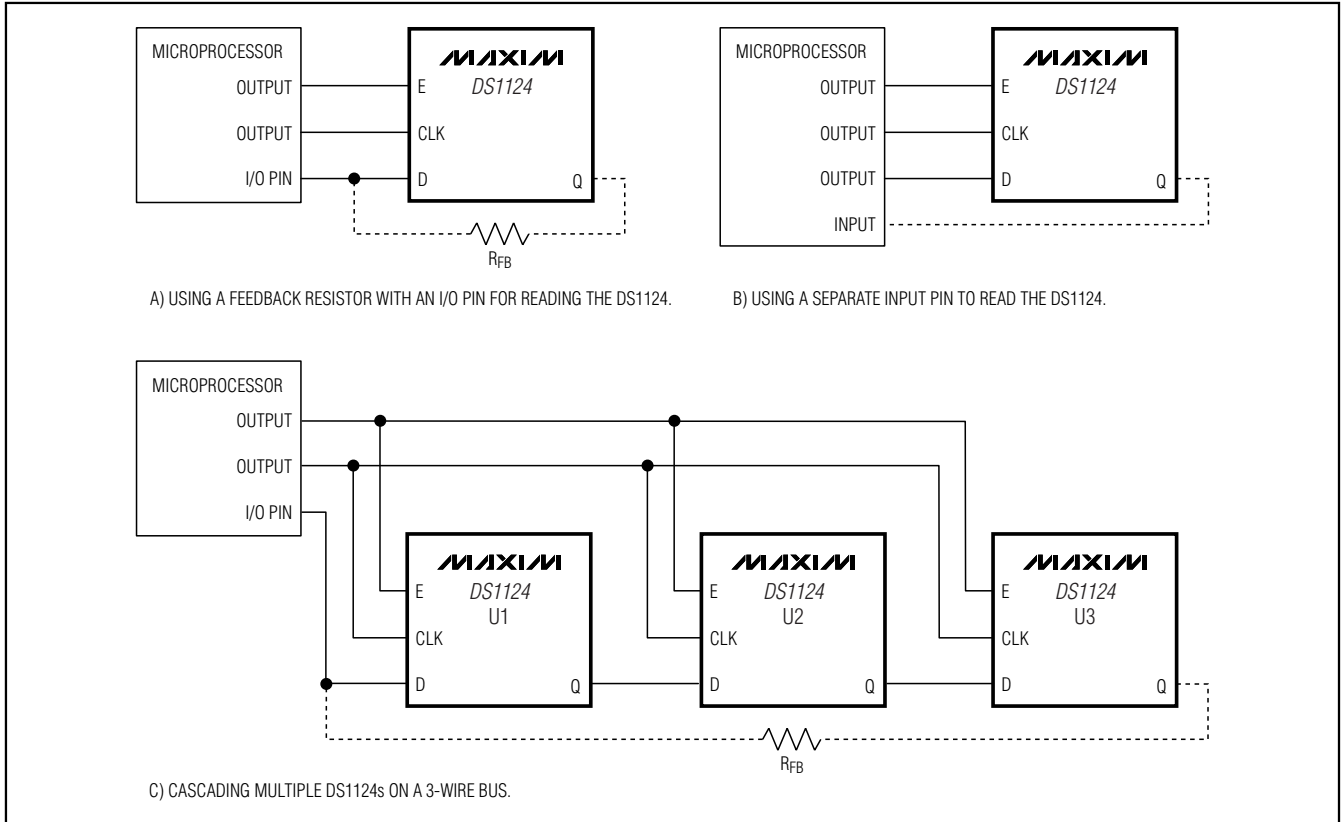 MICROPROCESSOR
OUTPUT
OUTPUT
I/O PIN
MAXIM
DS1124
E
CLK
D
Q
RFB
A) USING A FEEDBACK RESISTOR WITH AN I/O PIN FOR READING THE DS1124.
MICROPROCESSOR
OUTPUT
OUTPUT
OUTPUT
INPUT
MAXIM
DS1124
E
CLK
D
Q
B) USING A SEPARATE INPUT PIN TO READ THE DS1124.
MICROPROCESSOR
OUTPUT
OUTPUT
I/O PIN
MAXIM
DS1124
U1
E
CLK
D
Q
MAXIM
DS1124
U2
E
CLK
D
Q
MAXIM
DS1124
U3
E
CLK
D
Q
RFB
C) CASCADING MULTIPLE DS1124s ON A 3-WIRE BUS.